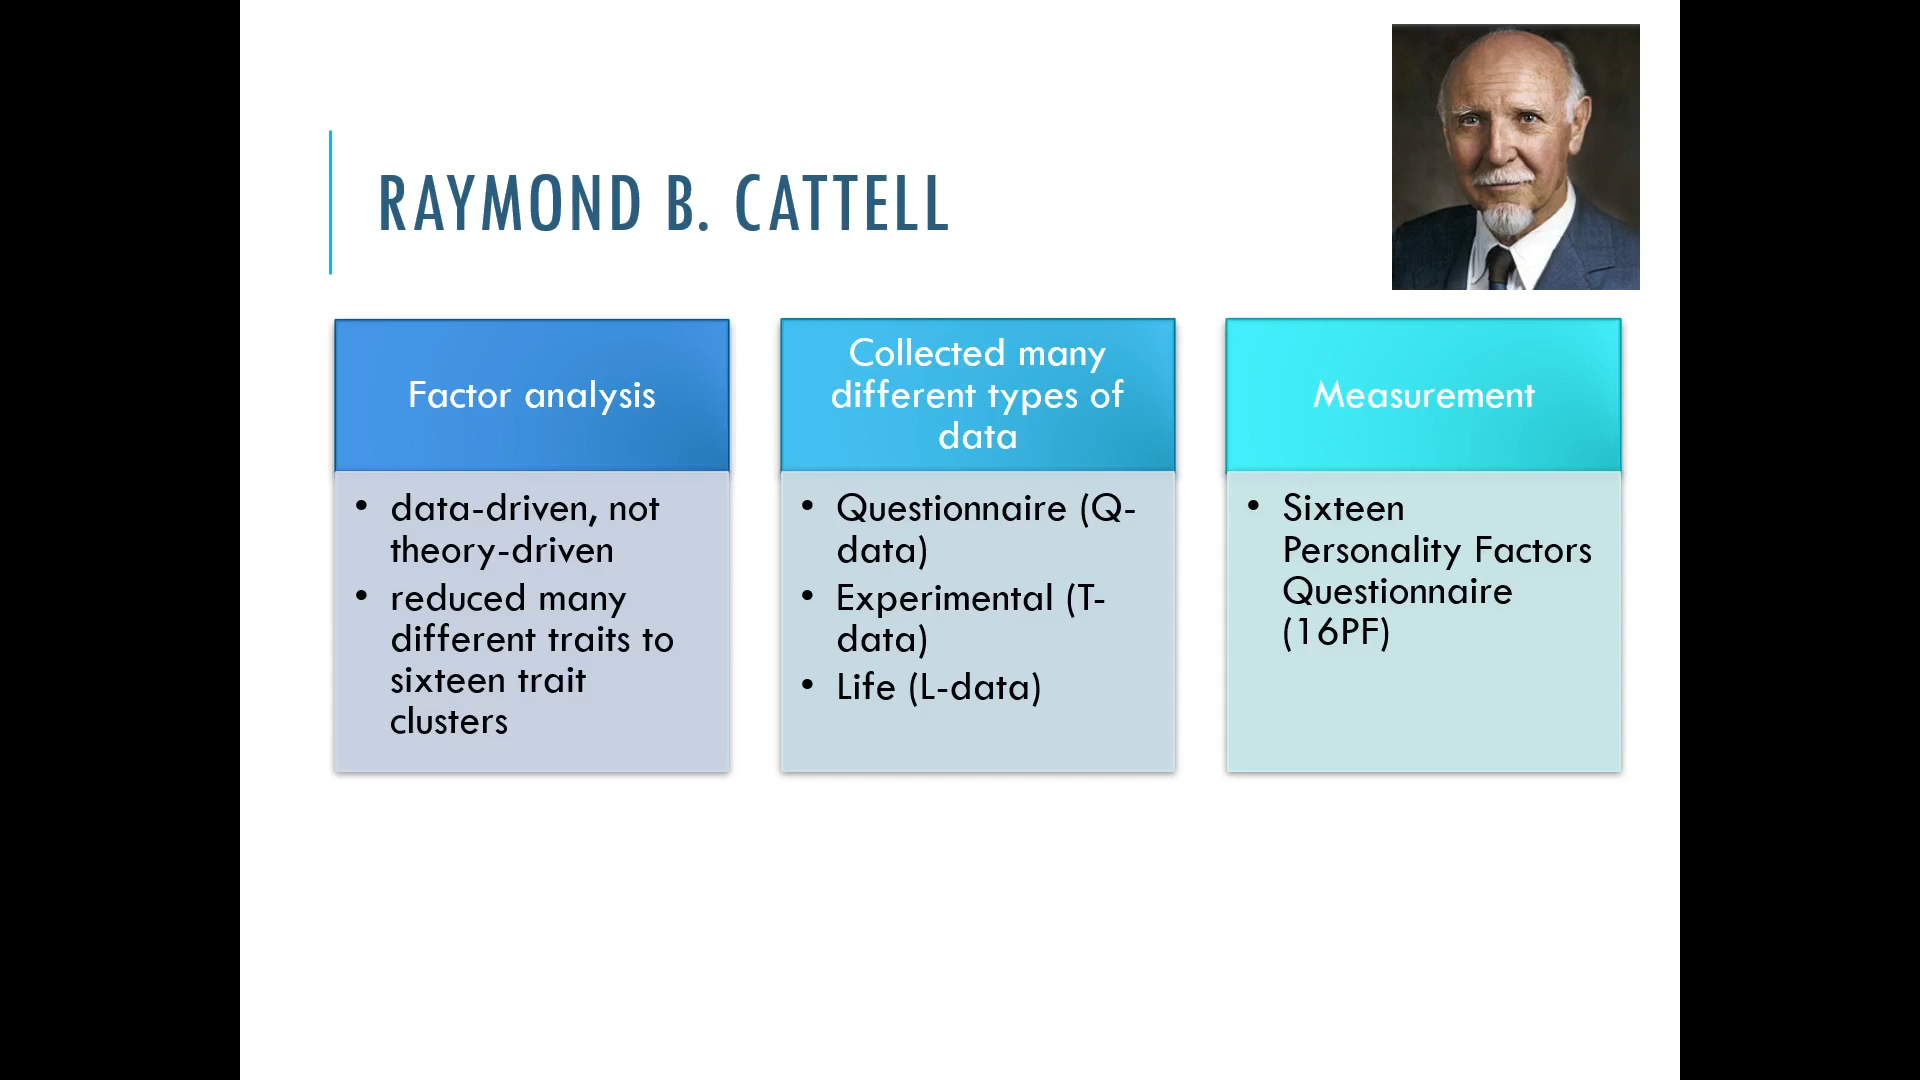 RAYMOND B. CATTELL
Factor analysis
• data-driven, not
theory-driven
• reduced many
different traits to
sixteen trait
clusters
Collected many
different types of
data
• Questionnaire (Q-
data)
• Experimental (T-
data)
• Life (L-data)
Measurement
• Sixteen
Personality Factors
Questionnaire
(16PF)